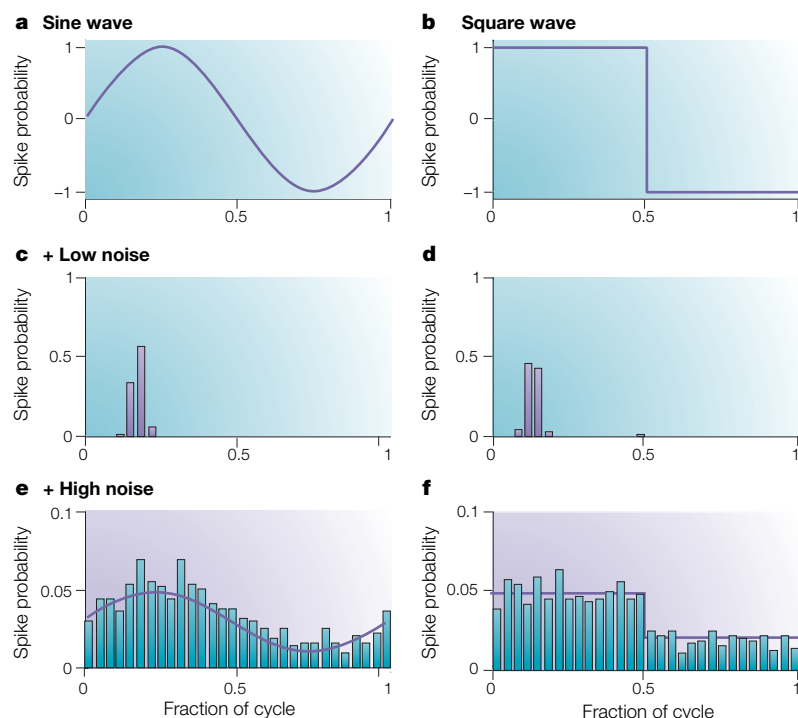 a Sine wave
Spike probability
1
0
–1
0
0.5
1
b Square wave
Spike probability
1
0
–1
0
0.5
1
c + Low noise
Spike probability
1
0.5
0
0
0.5
1
d
Spike probability
1
0.5
0
0
0.5
1
e + High noise
Spike probability
0.1
0.05
0
0
0.5
1
Fraction of cycle
f
Spike probability
0.1
0.05
0
0
0.5
1
Fraction of cycle